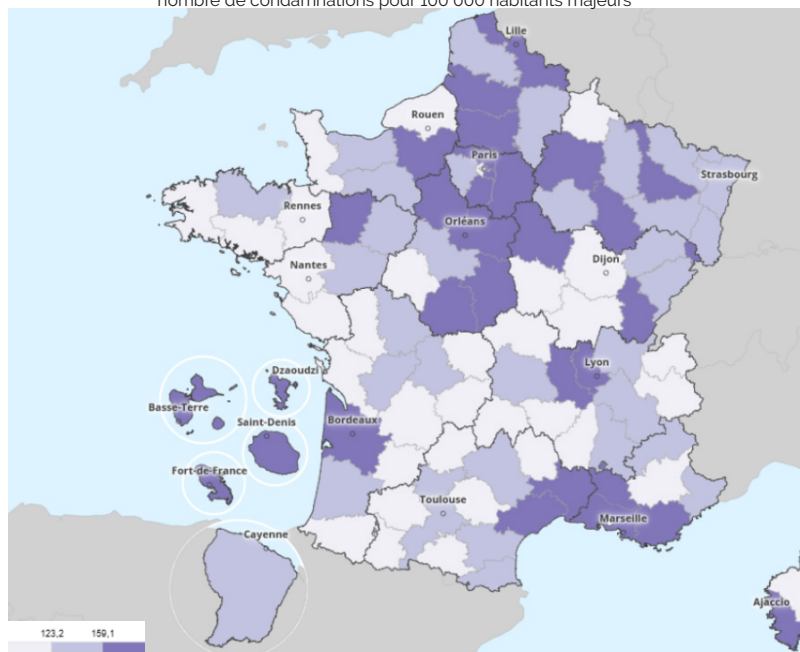 nombre de condamnations pour 100 000 habitants majeurs
Lille
Rouen
Paris
Strasbourg
Rennes
Orléans
Nantes
Dijon
Lyon
Dzaoudzi
Basse-Terre
Saint-Denis
Bordeaux
Fort-de-France
Toulouse
Marseille
Cayenne
Ajaccio
123,2 159,1